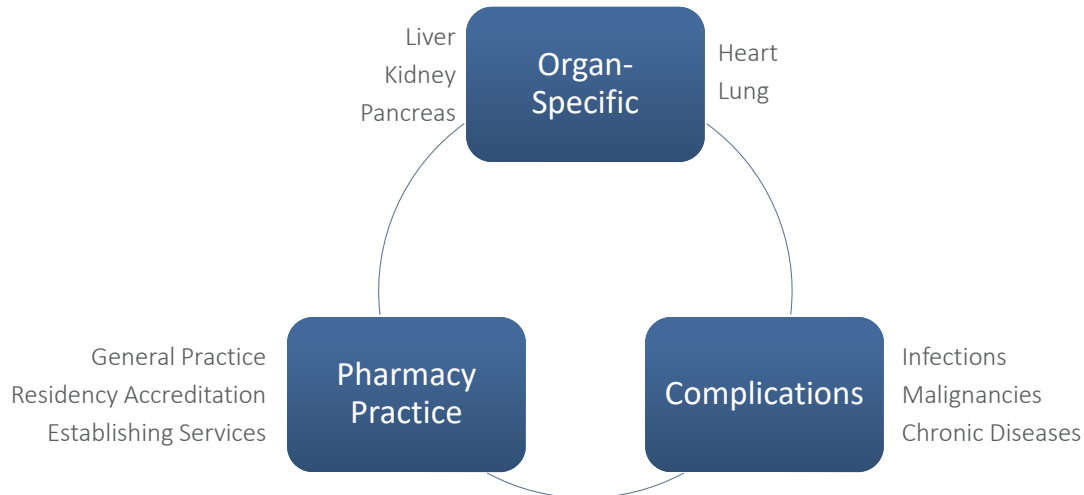 Liver
Kidney
Pancreas
Organ-
Specific
Heart
Lung
General Practice
Residency Accreditation
Establishing Services
Pharmacy
Practice
Complications
Infections
Malignancies
Chronic Diseases